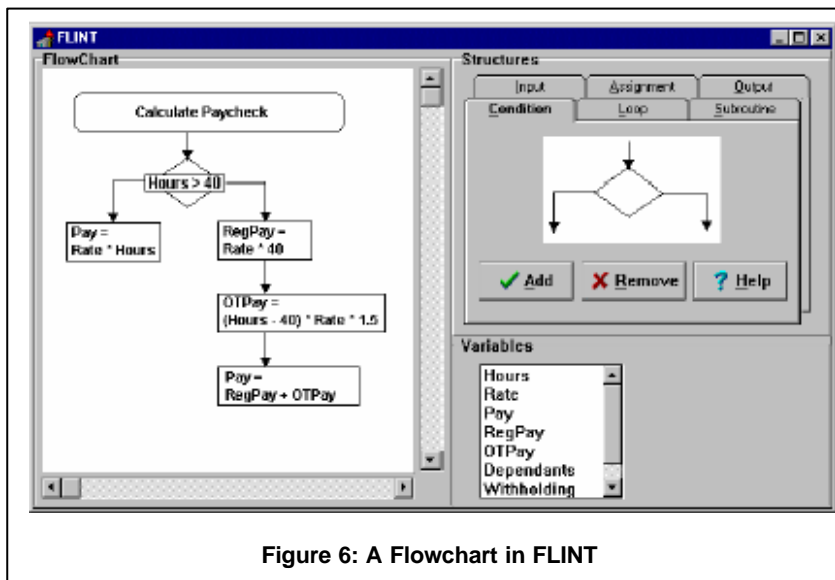 FLINT
FlowChart
Calculate Paycheck
Hours > 40
Pay =
Rate * Hours
RegPay =
Rate * 40
OTPay =
(Hours - 40) * Rate * 1.5
Pay =
RegPay + OTPay
Structures
Input Assignment Output
Condition Loop Subroutine
Add Remove ? Help
Variables
Hours
Rate
Pay
RegPay
OTPay
Dependants
Withholding
Figure 6: A Flowchart in FLINT